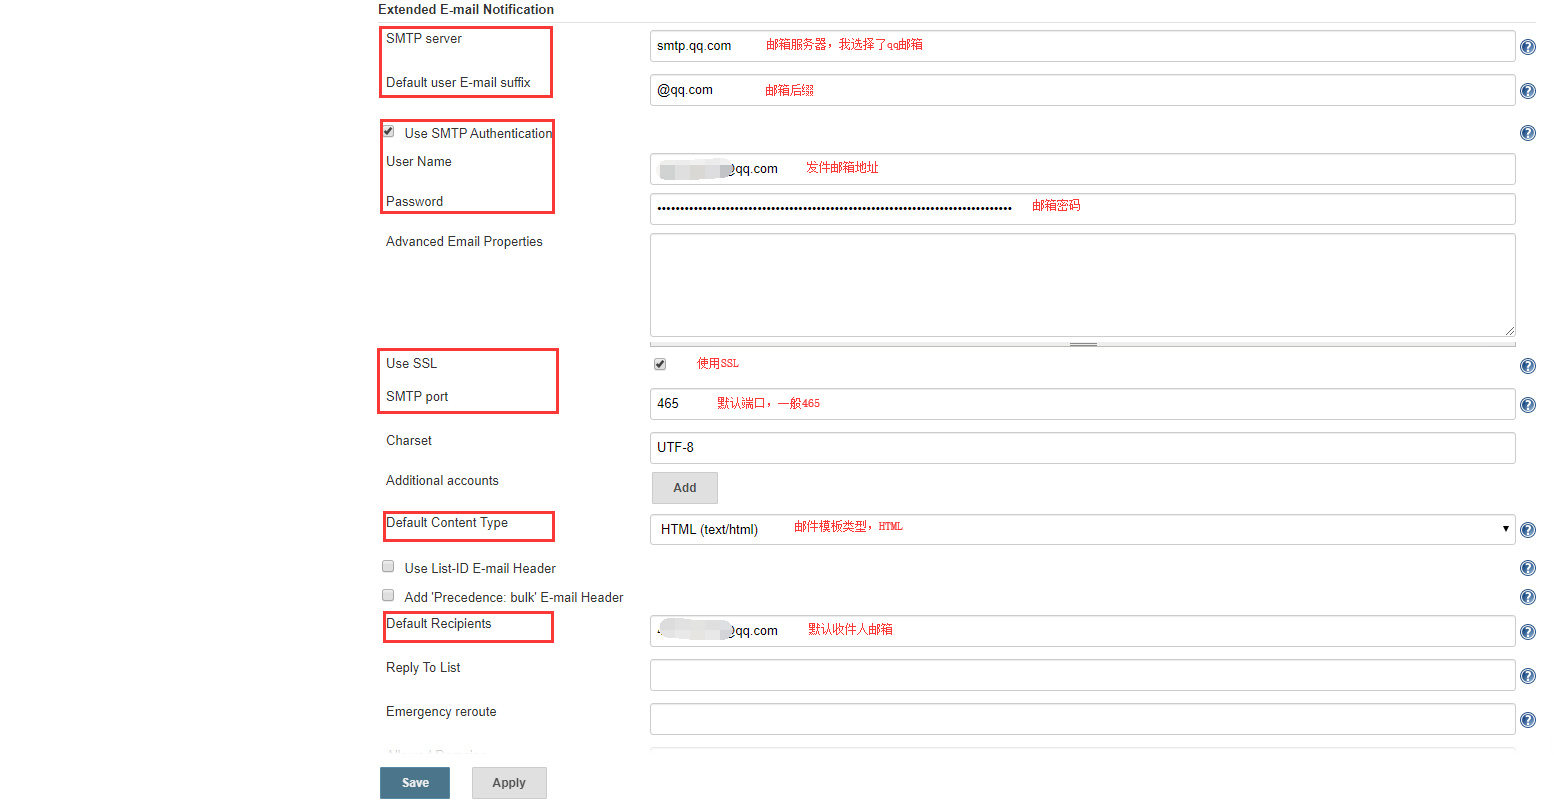 Extended E-mail Notification
SMTP server
smtp.qq.com 邮箱服务器，我选择了qq邮箱
Default user E-mail suffix
@qq.com 邮箱后缀
Use SMTP Authentication
User Name
@qq.com 发件邮箱地址
Password
邮箱密码
Advanced Email Properties
Use SSL 使用SSL
SMTP port
465 默认端口，一般465
Charset
UTF-8
Additional accounts
Add
Default Content Type
HTML (text/html) 邮件模板类型，HTML
Use List-ID E-mail Header
Add 'Precedence: bulk' E-mail Header
Default Recipients
@qq.com 默认收件人邮箱
Reply To List
Emergency reroute
Save Apply